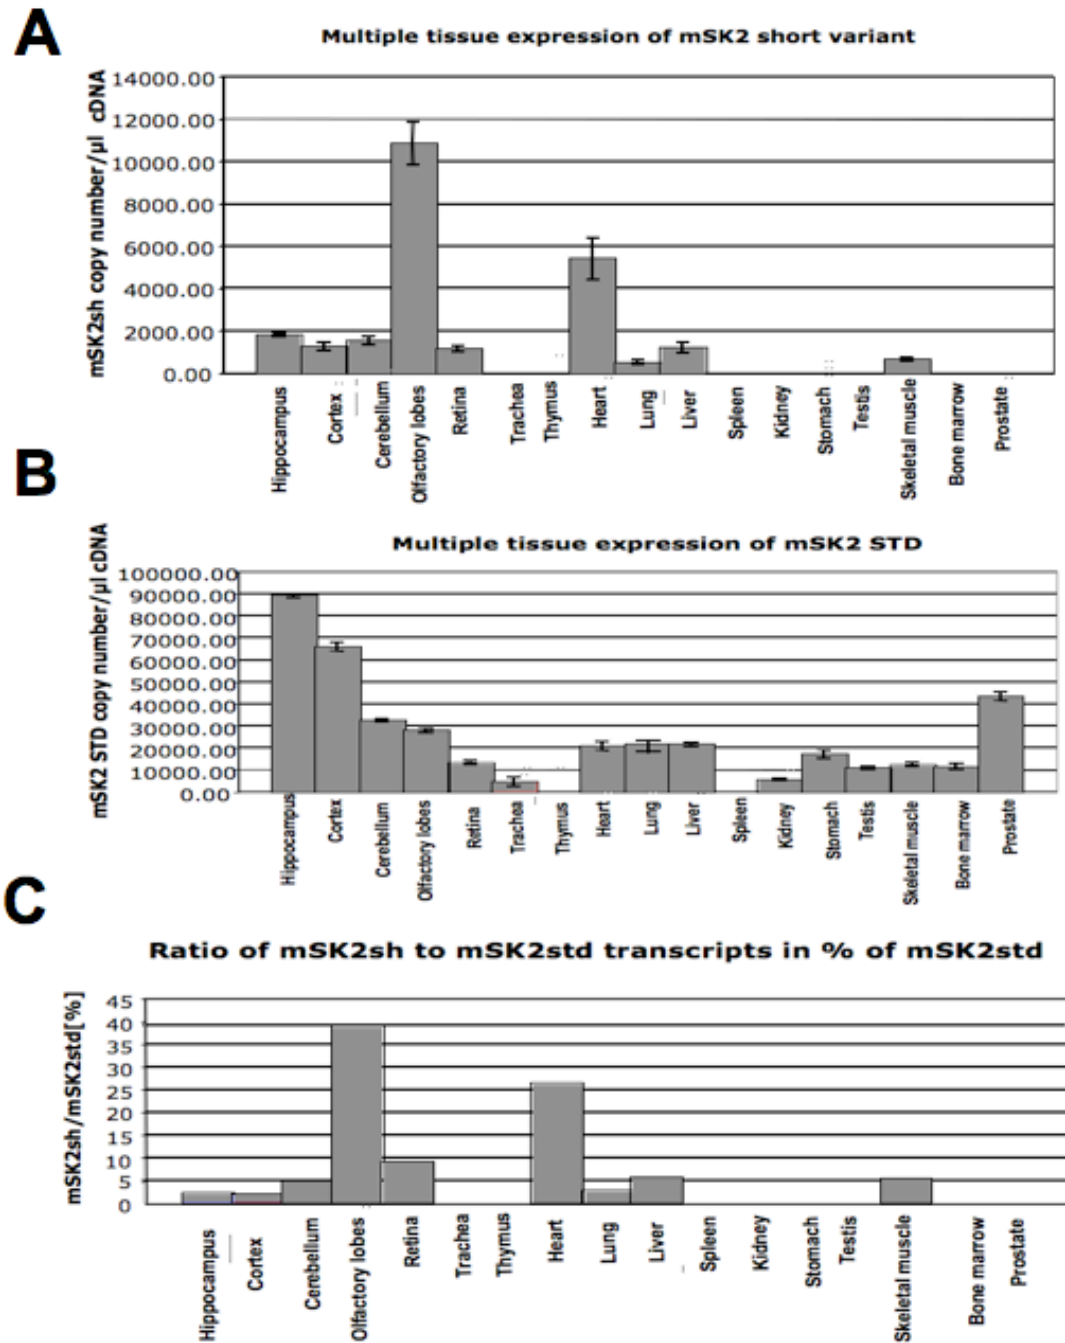 A
Multiple tissue expression of mSK2 short variant
mSK2sh copy number/µl cDNA
14000.00
12000.00
10000.00
8000.00
6000.00
4000.00
2000.00
0.00
Hippocampus
Cortex
Cerebellum
Olfactory lobes
Retina
Trachea
Thymus
Heart
Lung
Liver
Spleen
Kidney
Stomach
Testis
Skeletal muscle
Bone marrow
Prostate
B
Multiple tissue expression of mSK2 STD
mSK2 STD copy number/µl cDNA
100000.00
90000.00
80000.00
70000.00
60000.00
50000.00
40000.00
30000.00
20000.00
10000.00
0.00
Hippocampus
Cortex
Cerebellum
Olfactory lobes
Retina
Trachea
Thymus
Heart
Lung
Liver
Spleen
Kidney
Stomach
Testis
Skeletal muscle
Bone marrow
Prostate
C
Ratio of mSK2sh to mSK2std transcripts in % of mSK2std
mSK2sh/mSK2std[%]
45
40
35
30
25
20
15
10
5
0
Hippocampus
Cortex
Cerebellum
Olfactory lobes
Retina
Trachea
Thymus
Heart
Lung
Liver
Spleen
Kidney
Stomach
Testis
Skeletal muscle
Bone marrow
Prostate